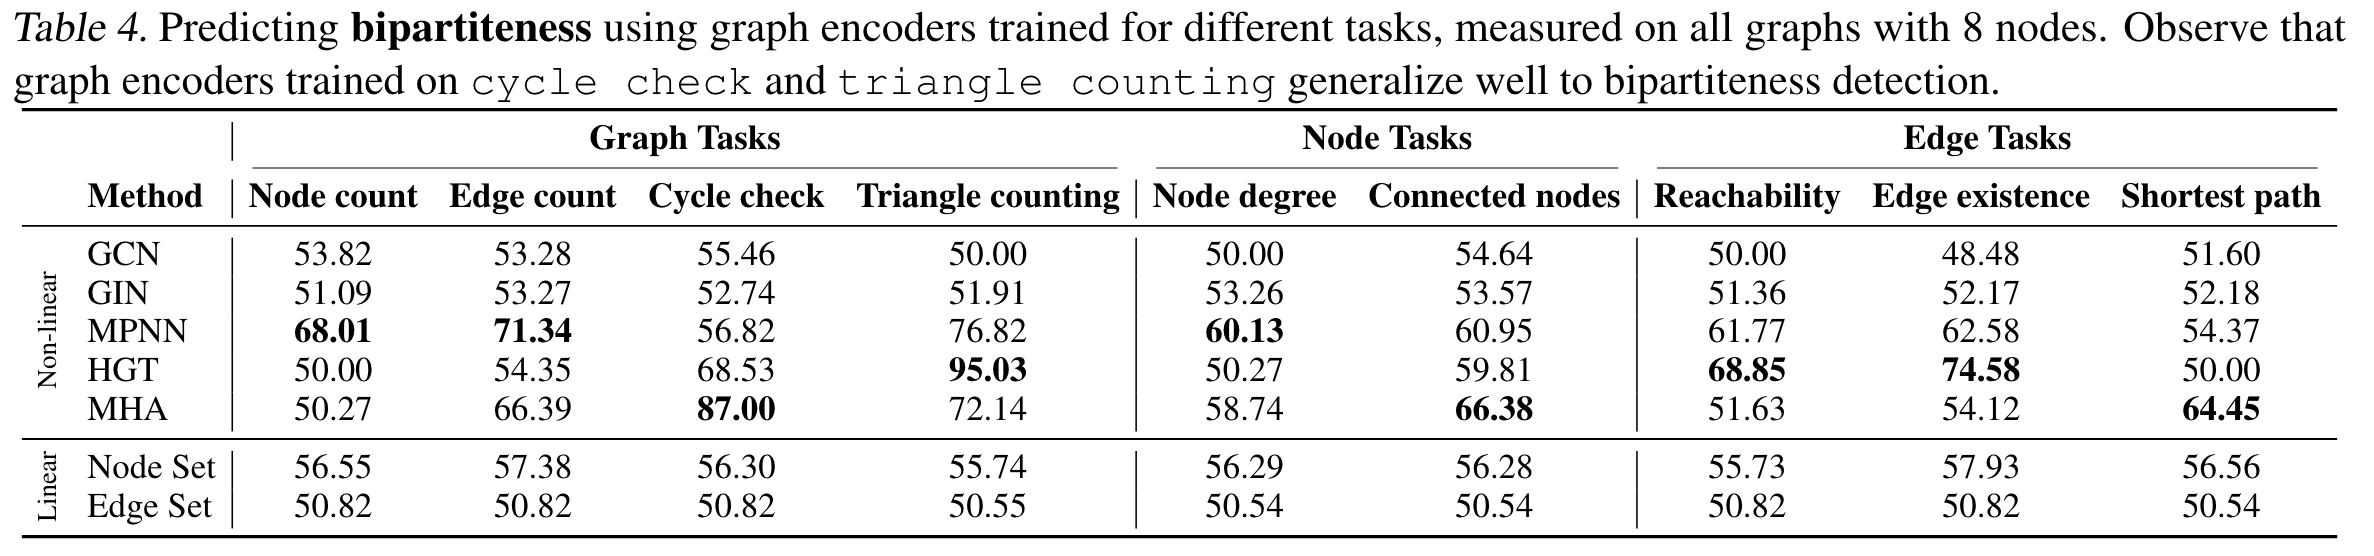 Table 4. Predicting bipartiteness using graph encoders trained for different tasks, measured on all graphs with 8 nodes. Observe that
graph encoders trained on cycle check and triangle counting generalize well to bipartiteness detection.
Graph Tasks Node Tasks Edge Tasks
Method Node count Edge count Cycle check Triangle counting Node degree Connected nodes Reachability Edge existence Shortest path
Non-linear
GCN 53.82 53.28 55.46 50.00 50.00 54.64 50.00 48.48 51.60
GIN 51.09 53.27 52.74 51.91 53.26 53.57 51.36 52.17 52.18
MPNN 68.01 71.34 56.82 76.82 60.13 60.95 61.77 62.58 54.37
HGT 50.00 54.35 68.53 95.03 50.27 59.81 68.85 74.58 50.00
MHA 50.27 66.39 87.00 72.14 58.74 66.38 51.63 54.12 64.45
Linear
Node Set 56.55 57.38 56.30 55.74 56.29 56.28 55.73 57.93 56.56
Edge Set 50.82 50.82 50.82 50.55 50.54 50.54 50.82 50.82 50.54